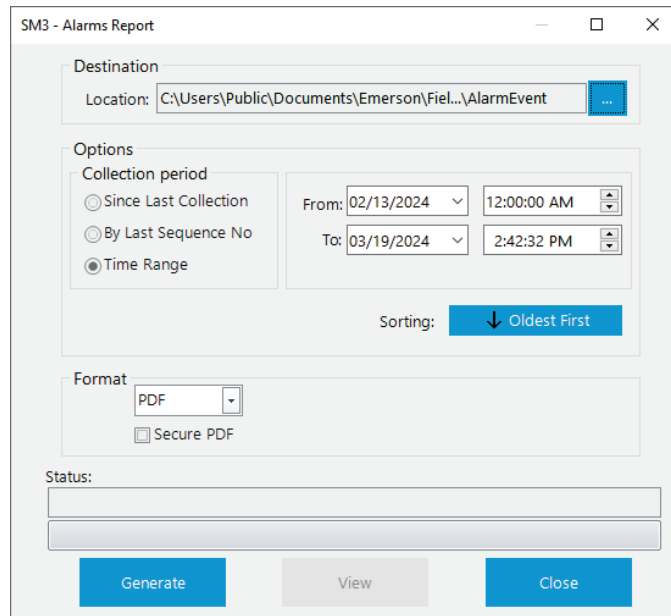 SM3 - Alarms Report
Destination
Location: C:\Users\Public\Documents\Emerson\Fiel...\AlarmEvent ...
Options
Collection period
Since Last Collection
By Last Sequence No
Time Range
From: 02/13/2024 12:00:00 AM
To: 03/19/2024 2:42:32 PM
Sorting: Oldest First
Format
PDF
Secure PDF
Status:
Generate View Close